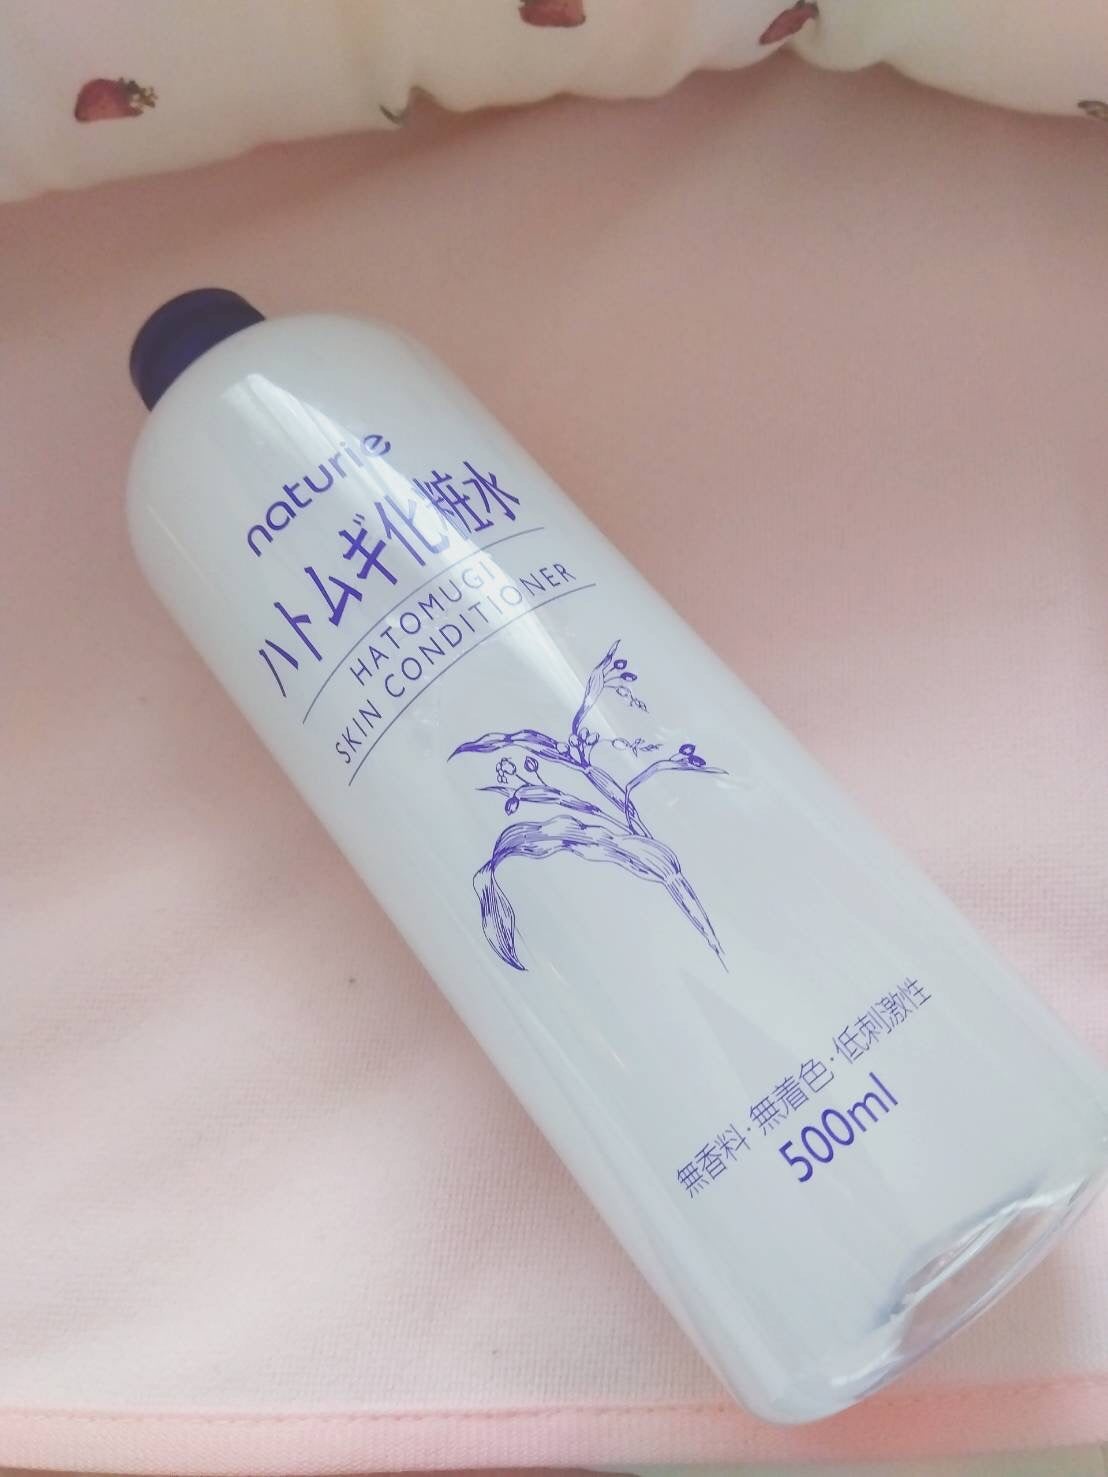 naturie
ハトムギ化粧水
HATOMUGI
SKIN CONDITIONER
無香料･無着色･低刺激性
500ml